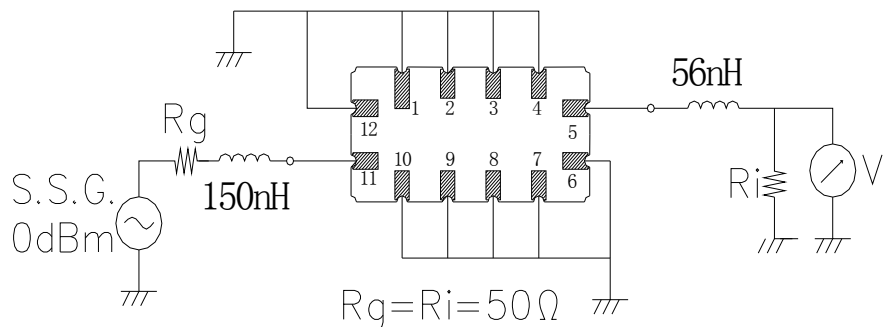 56nH
1 2 3 4
12 5
Rg
10 9 8 7
11 6
S.S.G.
0dBm
150nH
Ri
V
Rg=Ri=50Ω